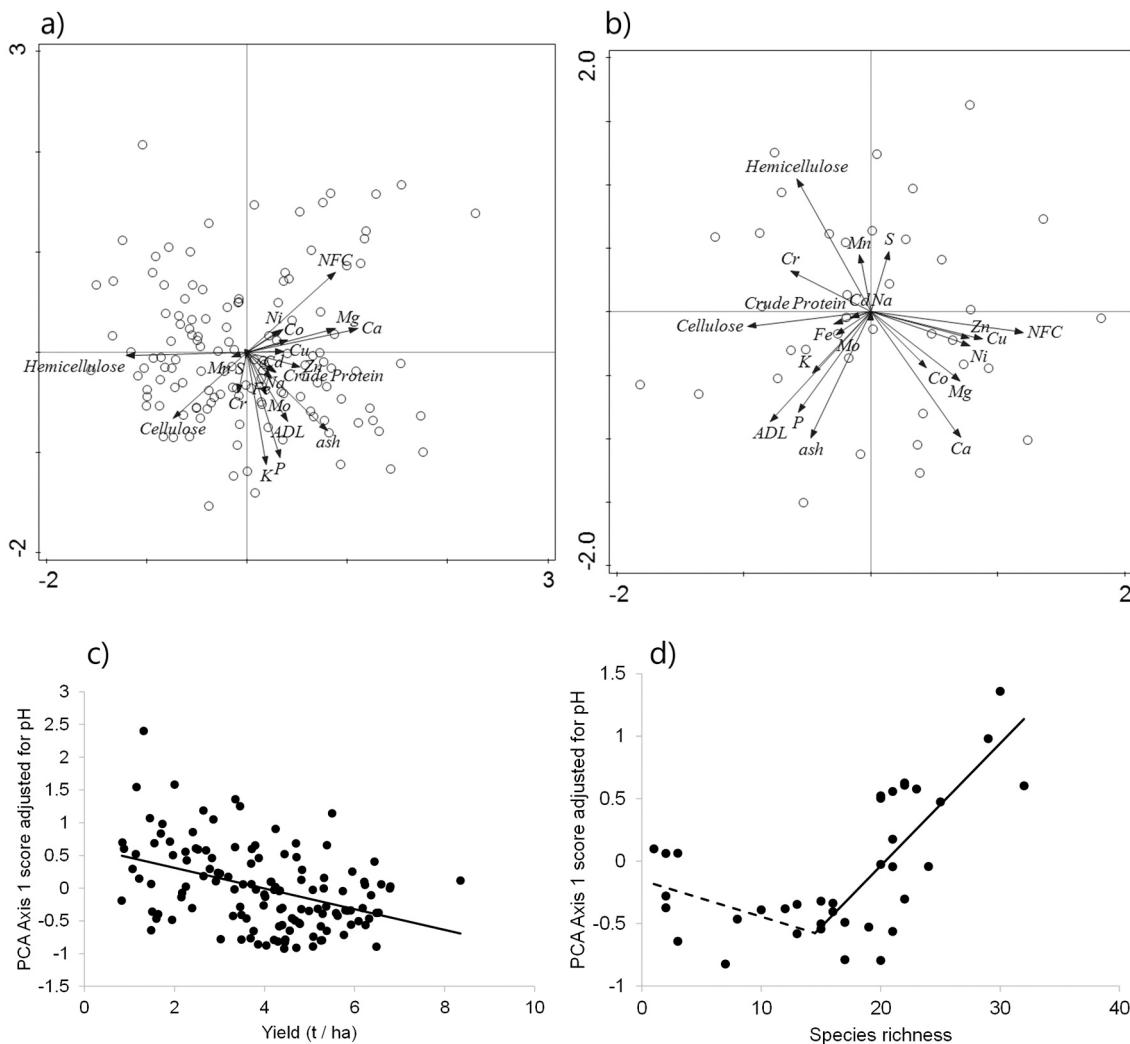 a)
b)
3
-2
-2
3
NFC
Ni
Mg
Co
Ca
Cu
Hemicellulose
Mn
S
Cd
Zn
Crude Protein
Na
Fe
Cr
Mo
Cellulose
ADL
ash
P
K
2.0
-2.0
-2
2
Hemicellulose
Mn
S
Cr
Crude Protein
Cd
Na
Cellulose
Fe
Zn
NFC
Cu
Mo
Ni
K
Co
Mg
P
ADL
ash
Ca
c)
PCA Axis 1 score adjusted for pH
3
2.5
2
1.5
1
0.5
0
-0.5
-1
-1.5
0 2 4 6 8 10
Yield (t / ha)
d)
PCA Axis 1 score adjusted for pH
1.5
1
0.5
0
-0.5
-1
0 10 20 30 40
Species richness